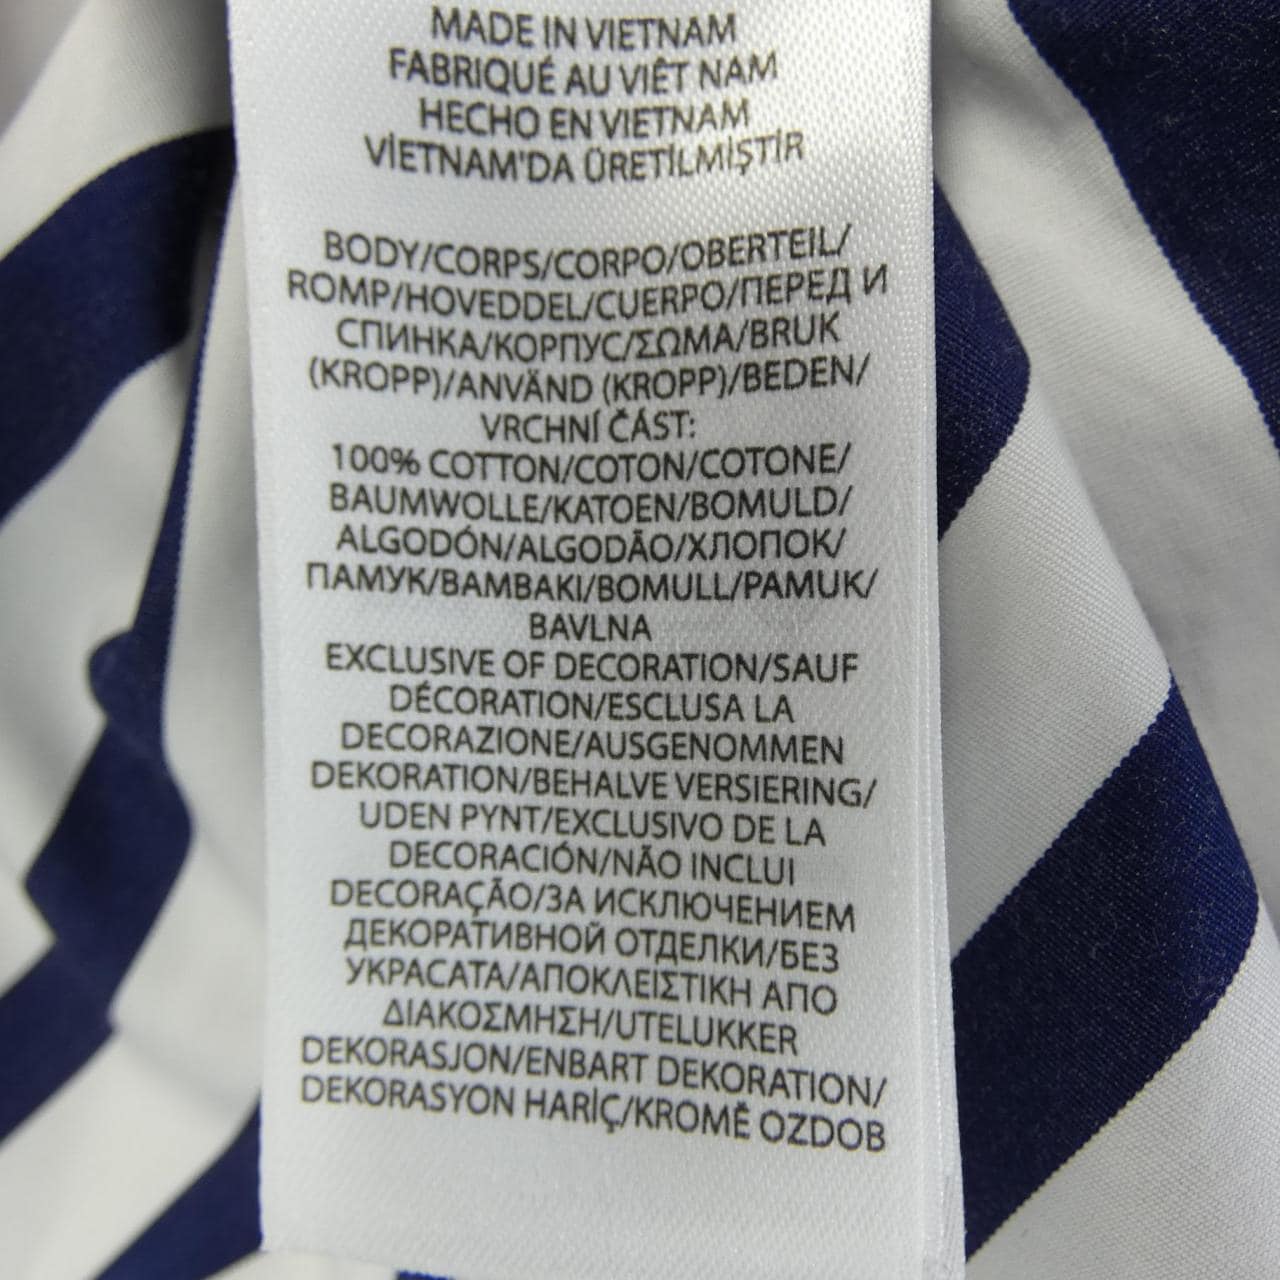 MADE IN VIETNAM
FABRIQUÉ AU VIÊT NAM
HECHO EN VIETNAM
VİETNAM'DA ÜRETİLMİŞTİR
BODY/CORPS/CORPO/OBERTEIL/
ROMP/HOVEDDEL/CUERPO/ПЕРЕД И
СПИНКА/КОРПУС/ΣΩΜΑ/BRUK
(KROPP)/ANVÄND (KROPP)/BEDEN/
VRCHNÍ ČÁST:
100% COTTON/COTON/COTONE/
BAUMWOLLE/KATOEN/BOMULD/
ALGODÓN/ALGODÃO/ХЛОПОК/
ПАМУК/BAMBAKI/BOMULL/PAMUK/
BAVLNA
EXCLUSIVE OF DECORATION/SAUF
DÉCORATION/ESCLUSA LA
DECORAZIONE/AUSGENOMMEN
DEKORATION/BEHALVE VERSIERING/
UDEN PYNT/EXCLUSIVO DE LA
DECORACIÓN/NÃO INCLUI
DECORAÇÃO/ЗА ИСКЛЮЧЕНИЕМ
ДЕКОРАТИВНОЙ ОТДЕЛКИ/БЕЗ
УКРАСАТА/ΑΠΟΚΛΕΙΣΤΙΚΗ ΑΠΟ
ΔΙΑΚΟΣΜΗΣΗ/UTELUKKER
DEKORASJON/ENBART DEKORATION/
DEKORASYON HARİÇ/KROMĚ OZDOB